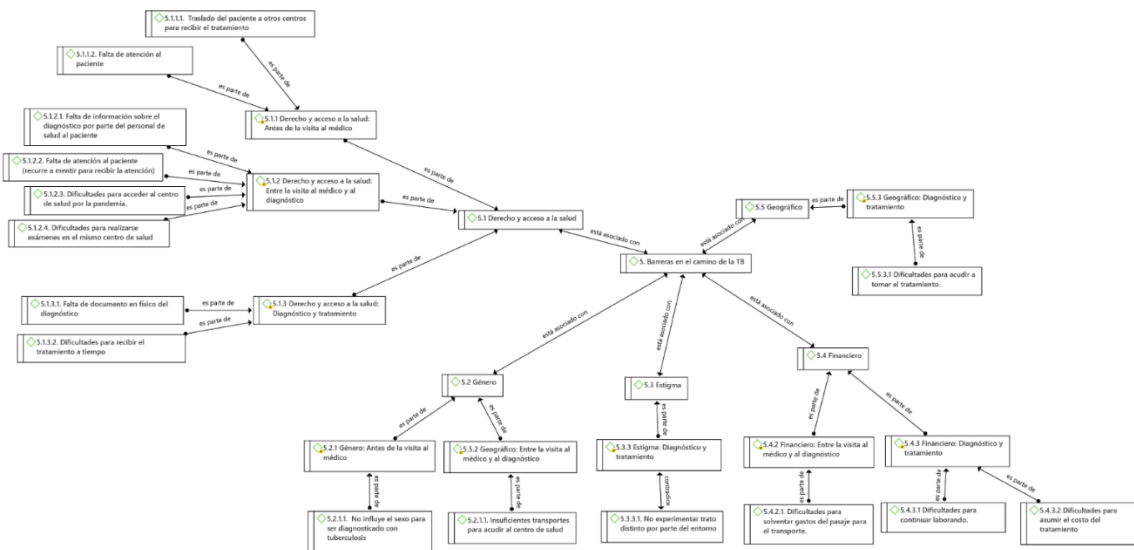 5.1.1.1. Traslado del paciente a otros centros
para recibir el tratamiento
5.1.1.2. Falta de atención al
paciente
es parte de
es parte de
5.1.2.1. Falta de información sobre el
diagnóstico por parte del personal de
salud al paciente
5.1.1 Derecho y acceso a la salud:
Antes de la visita al médico
es parte de
5.1.2.2. Falta de atención al paciente
(recurre a mentir para recibir la atención)
es parte de
5.1.2.3. Dificultades para acceder al centro
de salud por la pandemia.
es parte de
5.1.2.4. Dificultades para realizarse
exámenes en el mismo centro de salud
es parte de
5.1.2 Derecho y acceso a la salud:
Entre la visita al médico y al
diagnóstico
es parte de
es parte de
5.1 Derecho y acceso a la salud
5.1.3.1. Falta de documento en físico del
diagnóstico
es parte de
5.1.3.2. Dificultades para recibir el
tratamiento a tiempo
es parte de
5.1.3 Derecho y acceso a la salud:
Diagnóstico y tratamiento
es parte de
está asociado con
5. Barreras en el camino de la TB
está asociado con
5.5 Geográfico
es parte de
5.5.3 Geográfico: Diagnóstico y
tratamiento
es parte de
5.5.3.1 Dificultades para acudir a
tomar el tratamiento.
está asociado con
está asociado con
está asociado con
5.2 Género
es parte de
es parte de
5.2.1 Género: Antes de la visita al
médico
es parte de
5.2.1.1. No influye el sexo para
ser diagnosticado con
tuberculosis
5.5.2 Geográfico: Entre la visita al
médico y al diagnóstico
es parte de
5.2.1.1. Insuficientes transportes
para acudir al centro de salud
5.3 Estigma
es parte de
5.3.3 Estigma: Diagnóstico y
tratamiento
contradice
5.3.3.1. No experimentar trato
distinto por parte del entorno
5.4 Financiero
es parte de
es parte de
5.4.2 Financiero: Entre la visita al
médico y al diagnóstico
es parte de
5.4.2.1. Dificultades para
solventar gastos del pasaje para
el transporte.
5.4.3 Financiero: Diagnóstico y
tratamiento
es parte de
es parte de
5.4.3.1 Dificultades para
continuar laborando.
5.4.3.2 Dificultades para
asumir el costo del
tratamiento